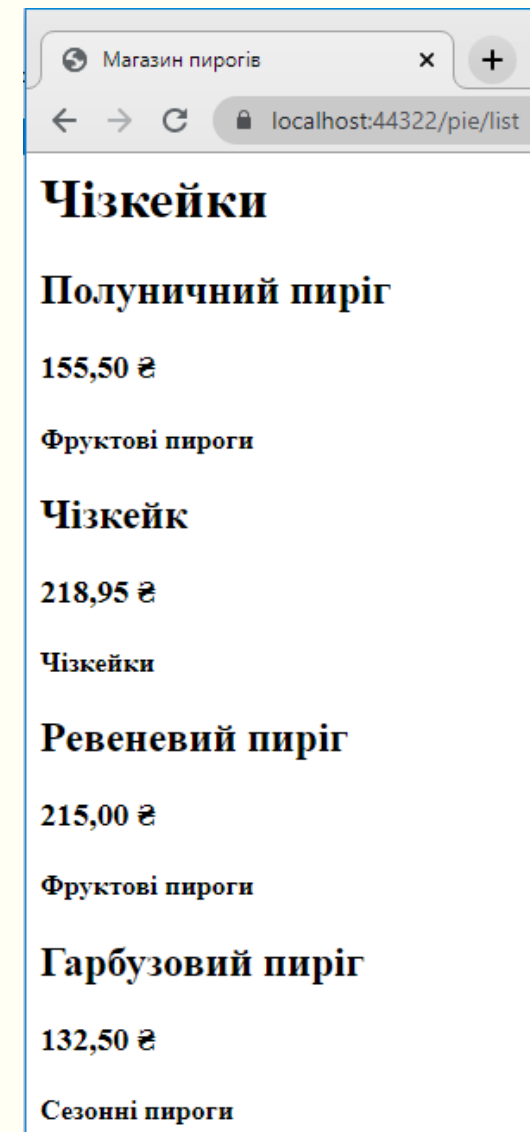 Магазин пирогів
localhost:44322/pie/list
Чізкейки
Полуничний пиріг
155,50 ₴
Фруктові пироги
Чізкейк
218,95 ₴
Чізкейки
Ревеневий пиріг
215,00 ₴
Фруктові пироги
Гарбузовий пиріг
132,50 ₴
Сезонні пироги